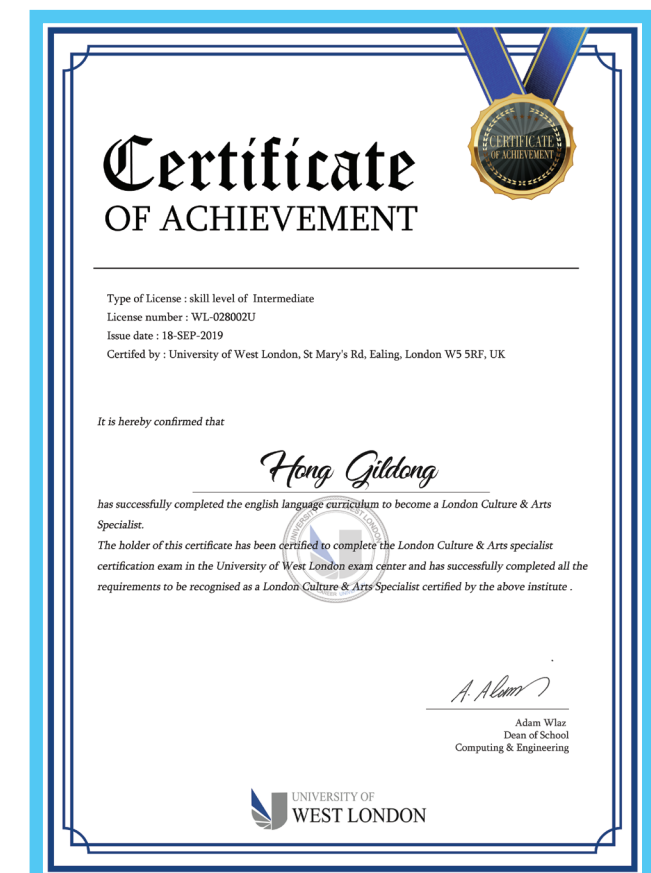 CERTIFICATE
OF ACHIEVEMENT
Certificate
OF ACHIEVEMENT
Type of License : skill level of Intermediate
License number : WL-028002U
Issue date : 18-SEP-2019
Certifed by : University of West London, St Mary's Rd, Ealing, London W5 5RF, UK
It is hereby confirmed that
Hong Gildong
has successfully completed the english language curriculum to become a London Culture & Arts
Specialist.
The holder of this certificate has been certified to complete the London Culture & Arts specialist
certification exam in the University of West London exam center and has successfully completed all the
requirements to be recognised as a London Culture & Arts Specialist certified by the above institute .
Adam Wlaz
Dean of School
Computing & Engineering
UNIVERSITY OF
WEST LONDON